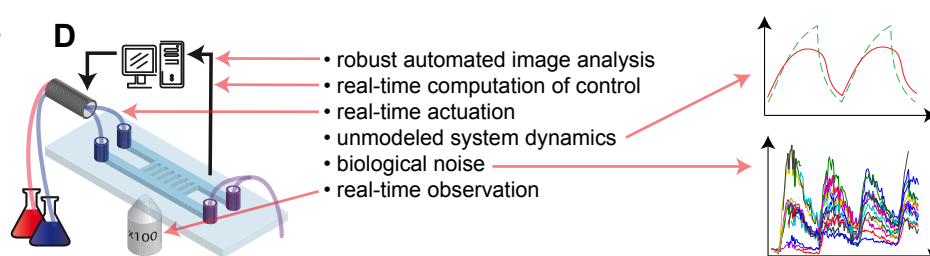 D
• robust automated image analysis
• real-time computation of control
• real-time actuation
• unmodeled system dynamics
• biological noise
• real-time observation
x100